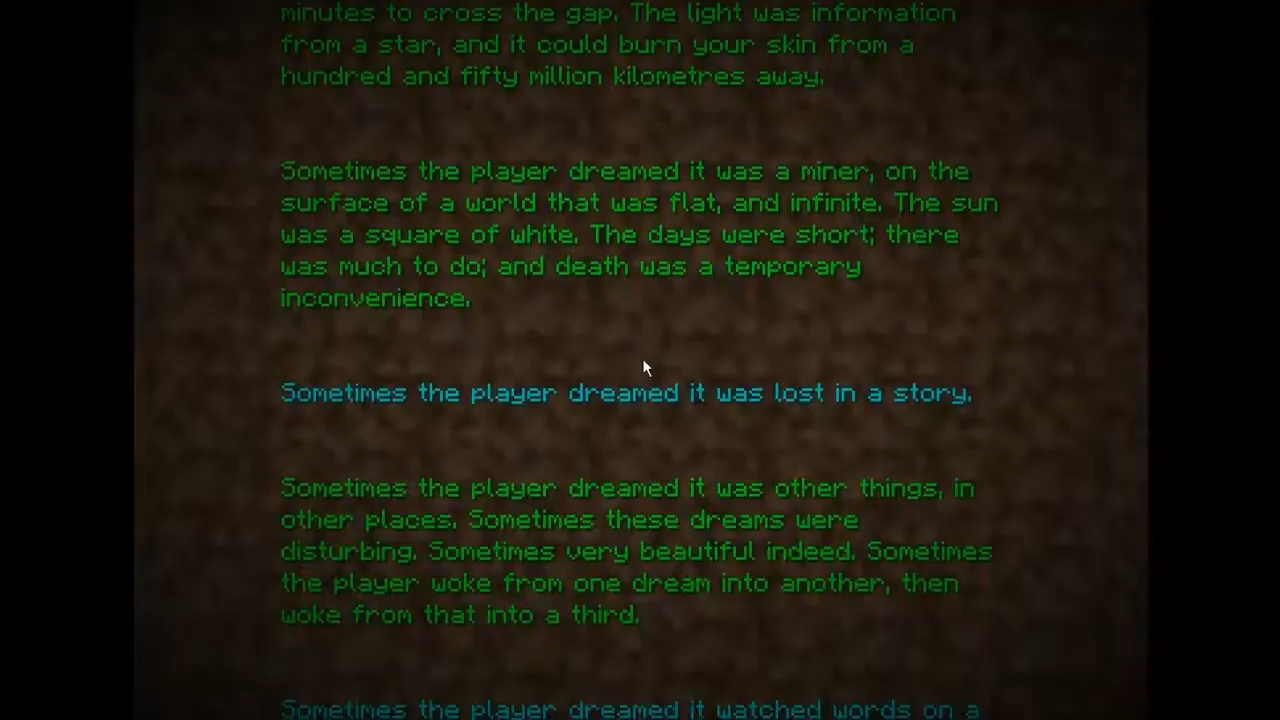 minutes to cross the gap. The light was information
from a star, and it could burn your skin from a
hundred and fifty million kilometres away.
Sometimes the player dreamed it was a miner, on the
surface of a world that was flat, and infinite. The sun
was a square of white. The days were short; there
was much to do; and death was a temporary
inconvenience.
Sometimes the player dreamed it was lost in a story.
Sometimes the player dreamed it was other things, in
other places. Sometimes these dreams were
disturbing. Sometimes very beautiful indeed. Sometimes
the player woke from one dream into another, then
woke from that into a third.
Sometimes the player dreamed it watched words on a